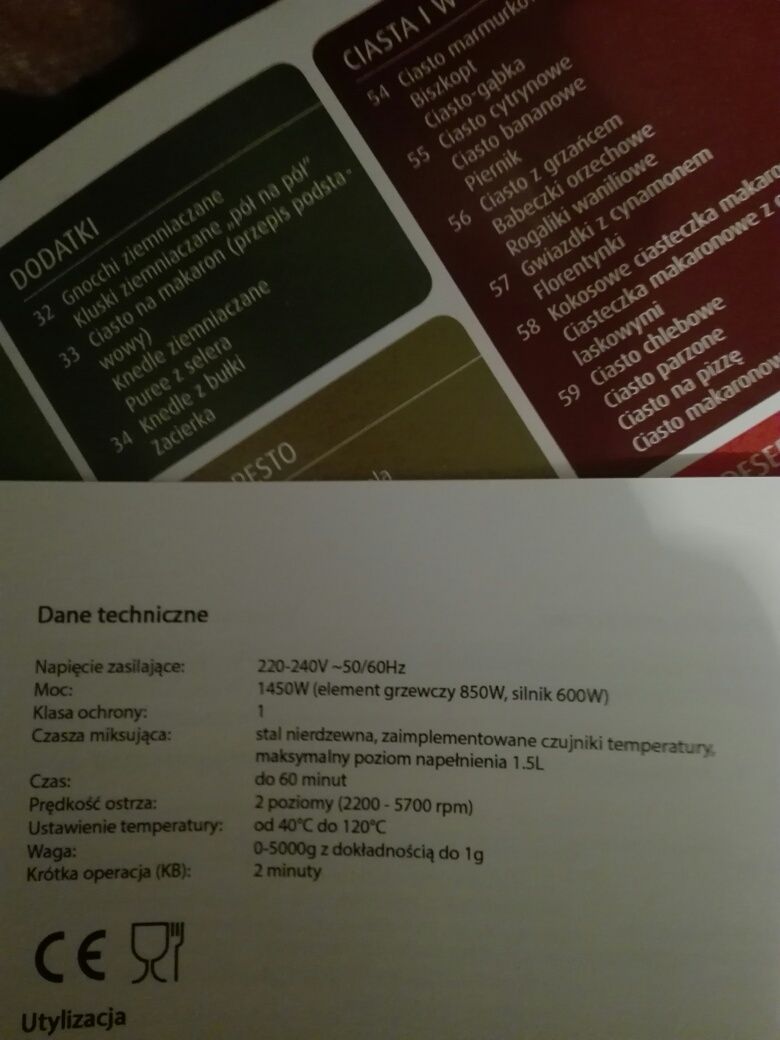 DODATKI
32 Gnocchi ziemniaczane
Kluski ziemniaczane „pół na pół”
33 Ciasto na makaron (przepis podsta-
wowy)
Knedle ziemniaczane
Puree z selera
34 Knedle z bułki
Zacierka
CIASTA I W
54 Ciasto marmurko
Biszkopt
Ciasto-gąbka
55 Ciasto cytrynowe
Ciasto bananowe
Piernik
56 Ciasto z grzańcem
Babeczki orzechowe
Rogaliki waniliowe
57 Gwiazdki z cynamonem
Florentynki
58 Kokosowe ciasteczka makaro
Ciasteczka makaronowe z o
laskowymi
59 Ciasto chlebowe
Ciasto parzone
Ciasto na pizzę
Ciasto makaronow
PESTO
DESE
Dane techniczne
Napięcie zasilające: 220-240V ~50/60Hz
Moc: 1450W (element grzewczy 850W, silnik 600W)
Klasa ochrony: 1
Czasza miksująca: stal nierdzewna, zaimplementowane czujniki temperatury,
maksymalny poziom napełnienia 1.5L
Czas: do 60 minut
Prędkość ostrza: 2 poziomy (2200 - 5700 rpm)
Ustawienie temperatury: od 40°C do 120°C
Waga: 0-5000g z dokładnością do 1g
Krótka operacja (KB): 2 minuty
CE
Utylizacja